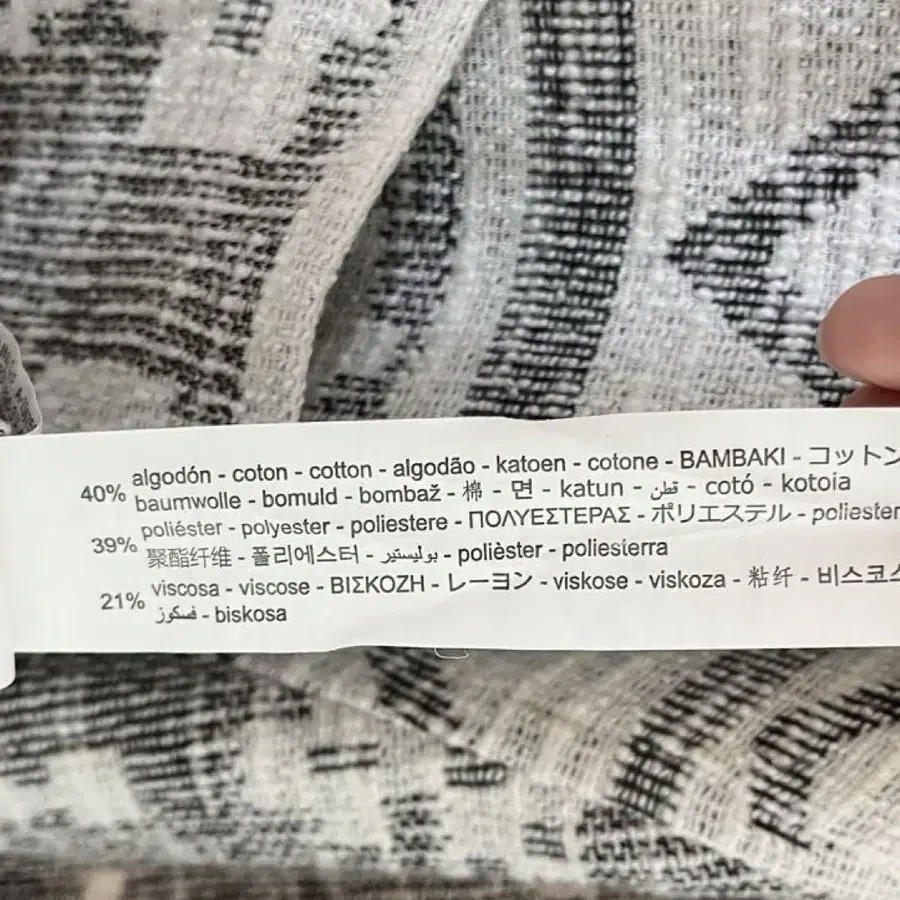 40% algodón - coton - cotton - algodão - katoen - cotone - BAMBAKI - コットン
baumwolle - bomuld - bombaž - 棉 - 면 - katun - قطن - cotó - kotoia
39% poliéster - polyester - poliestere - ΠΟΛΥΕΣΤΕΡΑΣ - ポリエステル - poliester
聚酯纤维 - 폴리에스터 - بوليستير - polièster - poliesterra
21% viscosa - viscose - ΒΙΣΚΟΖΗ - レーヨン - viskose - viskoza - 粘纤 - 비스코스
فسكوز - biskosa